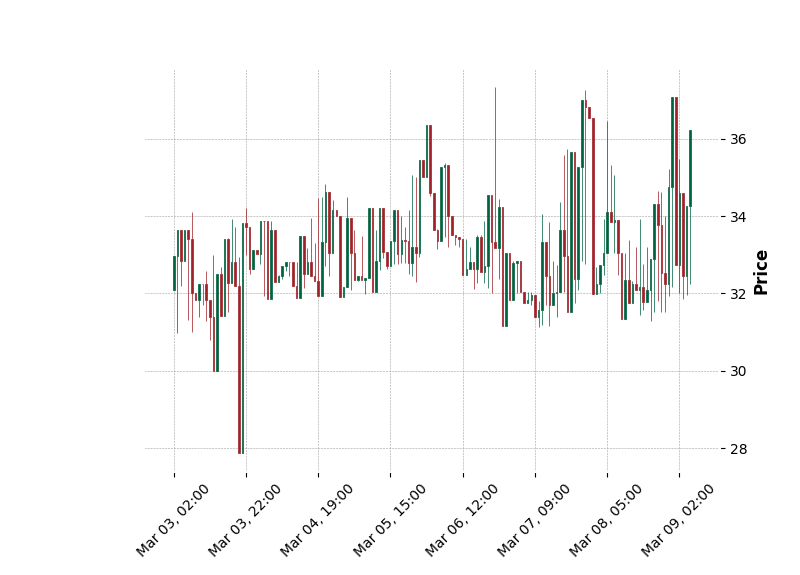 36
34
32
30
28
Price
Mar 03, 02:00
Mar 03, 22:00
Mar 04, 19:00
Mar 05, 15:00
Mar 06, 12:00
Mar 07, 09:00
Mar 08, 05:00
Mar 09, 02:00